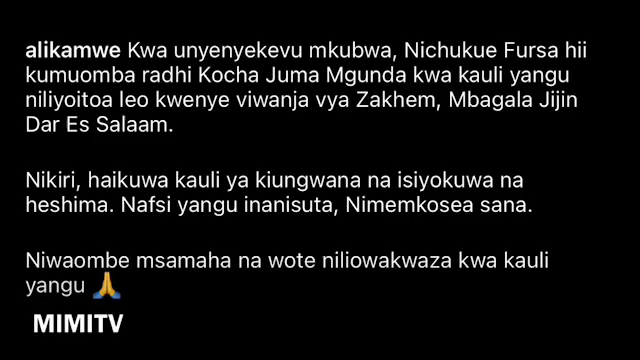 alikamwe Kwa unyenyekevu mkubwa, Nichukue Fursa hii
kumuomba radhi Kocha Juma Mgunda kwa kauli yangu
niliyoitoa leo kwenye viwanja vya Zakhem, Mbagala Jijin
Dar Es Salaam.
Nikiri, haikuwa kauli ya kiungwana na isiyokuwa na
heshima. Nafsi yangu inanisuta, Nimemkosea sana.
Niwaombe msamaha na wote niliowakwaza kwa kauli
yangu 🙏
MIMITV